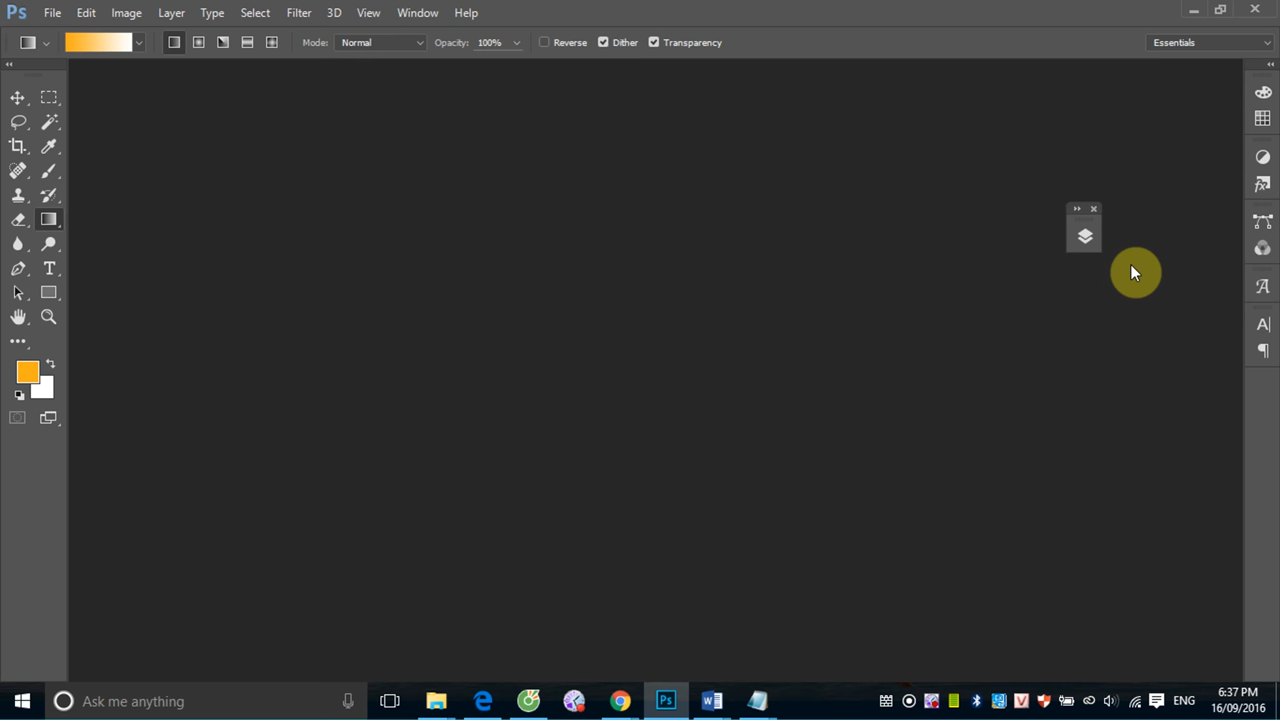 Ps File Edit Image Layer Type Select Filter 3D View Window Help
Mode: Normal Opacity: 100% Reverse Dither Transparency Essentials
Ask me anything
Ps
ENG
6:37 PM
16/09/2016